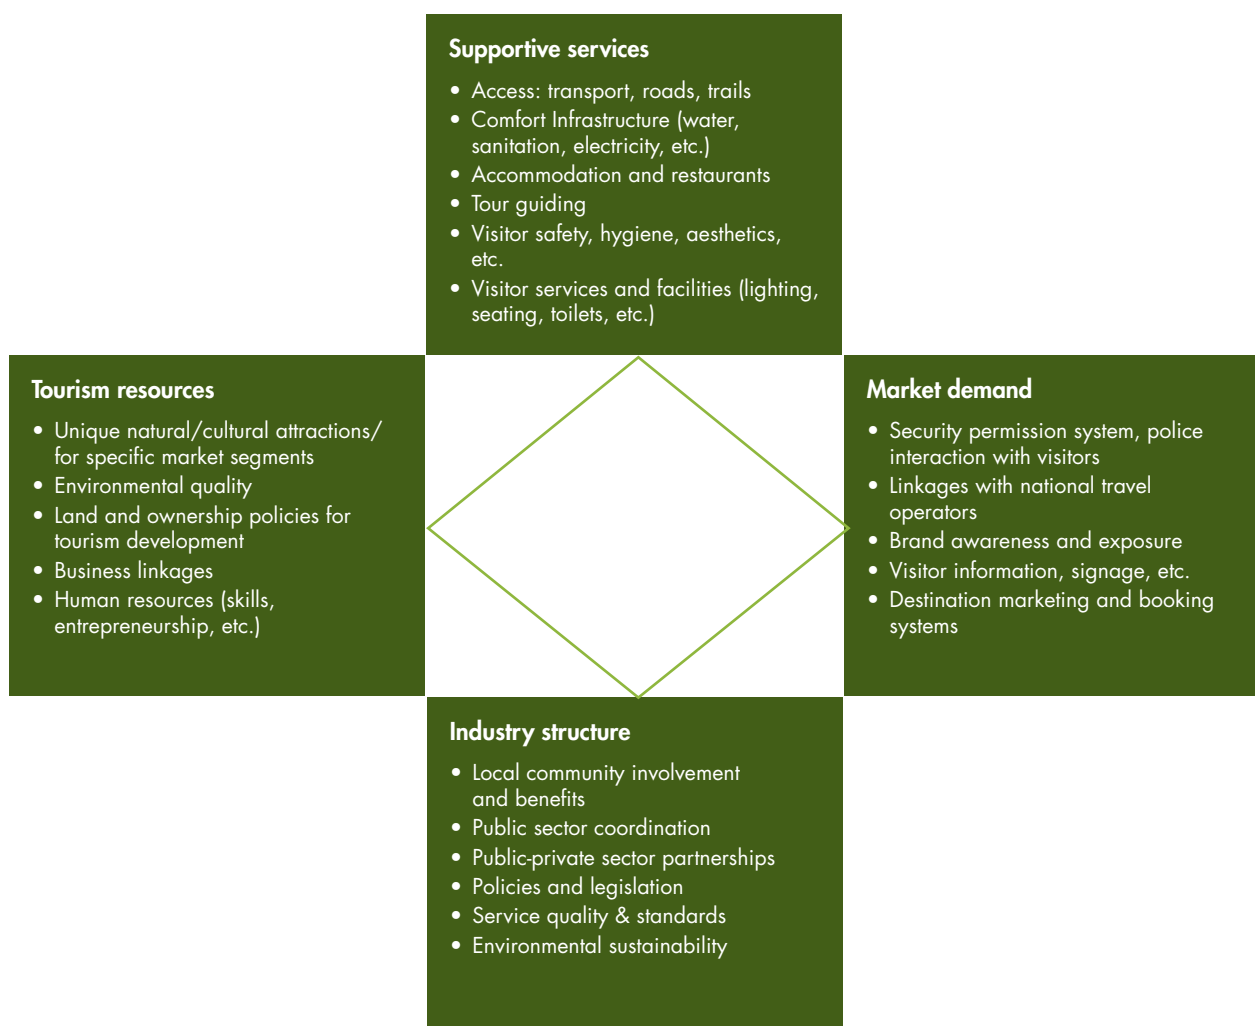 Supportive services
• Access: transport, roads, trails
• Comfort Infrastructure (water,
sanitation, electricity, etc.)
• Accommodation and restaurants
• Tour guiding
• Visitor safety, hygiene, aesthetics,
etc.
• Visitor services and facilities (lighting,
seating, toilets, etc.)
Tourism resources
• Unique natural/cultural attractions/
for specific market segments
• Environmental quality
• Land and ownership policies for
tourism development
• Business linkages
• Human resources (skills,
entrepreneurship, etc.)
Market demand
• Security permission system, police
interaction with visitors
• Linkages with national travel
operators
• Brand awareness and exposure
• Visitor information, signage, etc.
• Destination marketing and booking
systems
Industry structure
• Local community involvement
and benefits
• Public sector coordination
• Public-private sector partnerships
• Policies and legislation
• Service quality & standards
• Environmental sustainability